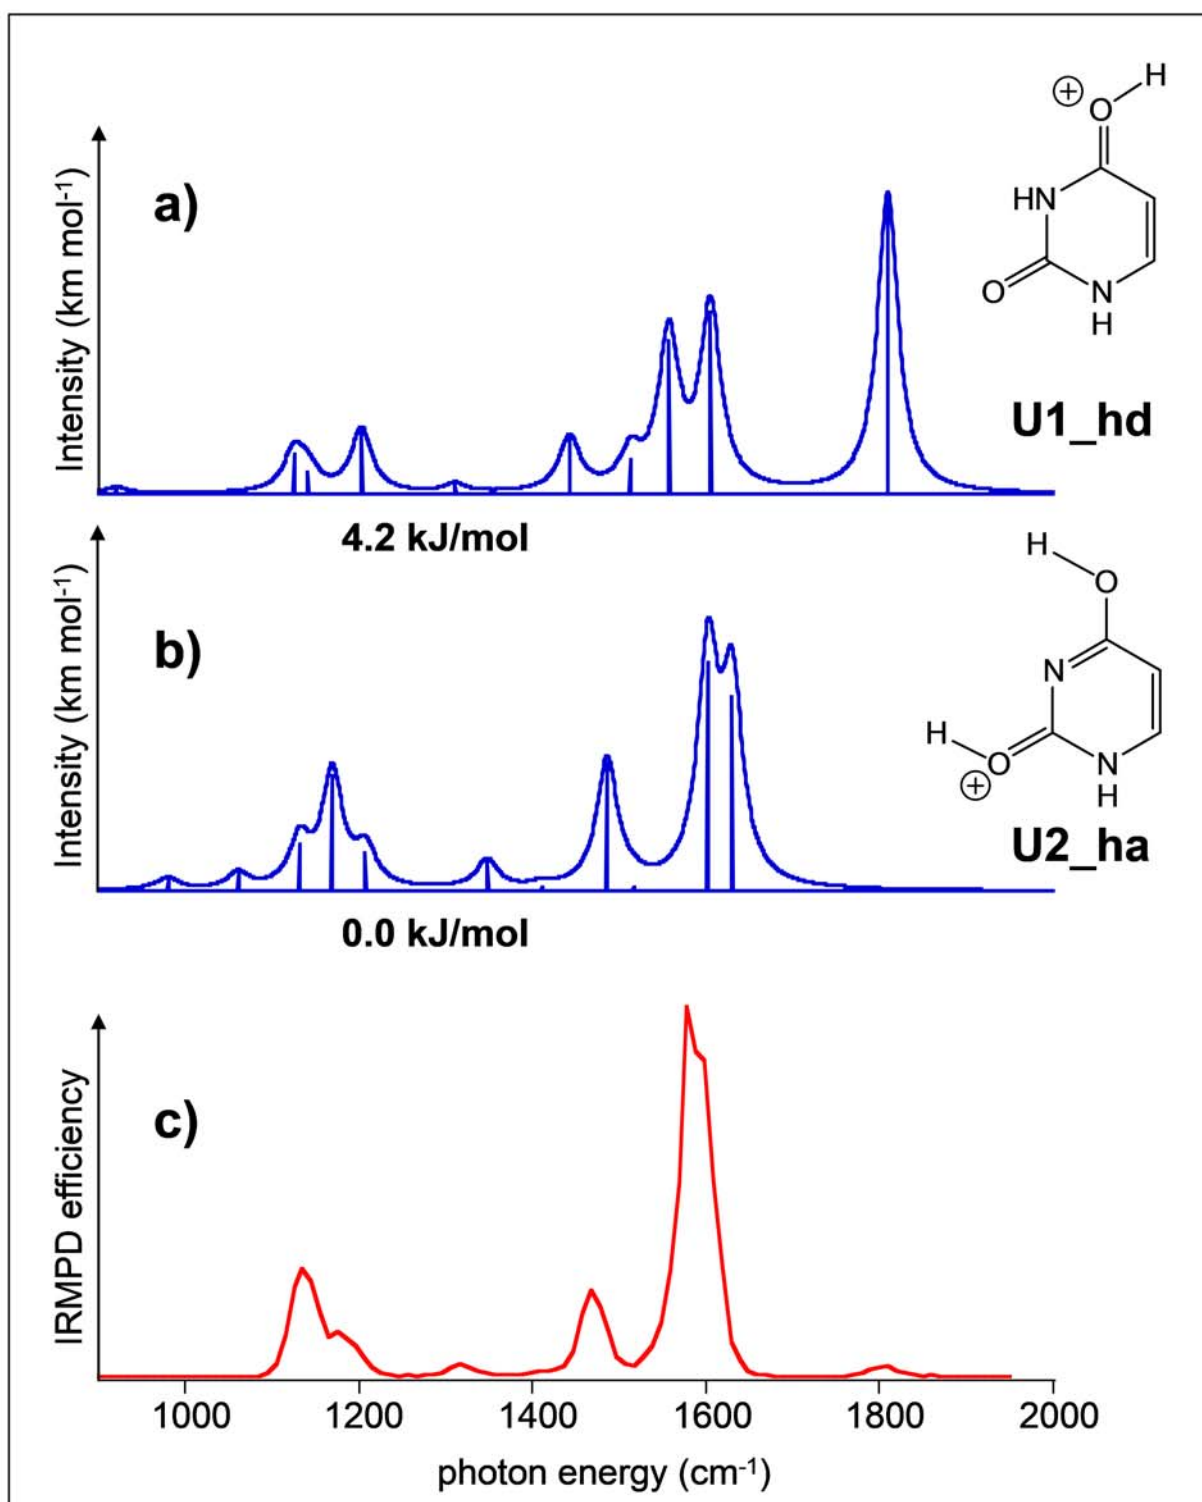 a)
Intensity (km mol-1)
⊕ O H
HN
O N
H
U1_hd
4.2 kJ/mol
b)
Intensity (km mol-1)
H O
N
H O N
⊕ H
U2_ha
0.0 kJ/mol
c)
IRMPD efficiency
1000 1200 1400 1600 1800 2000
photon energy (cm-1)